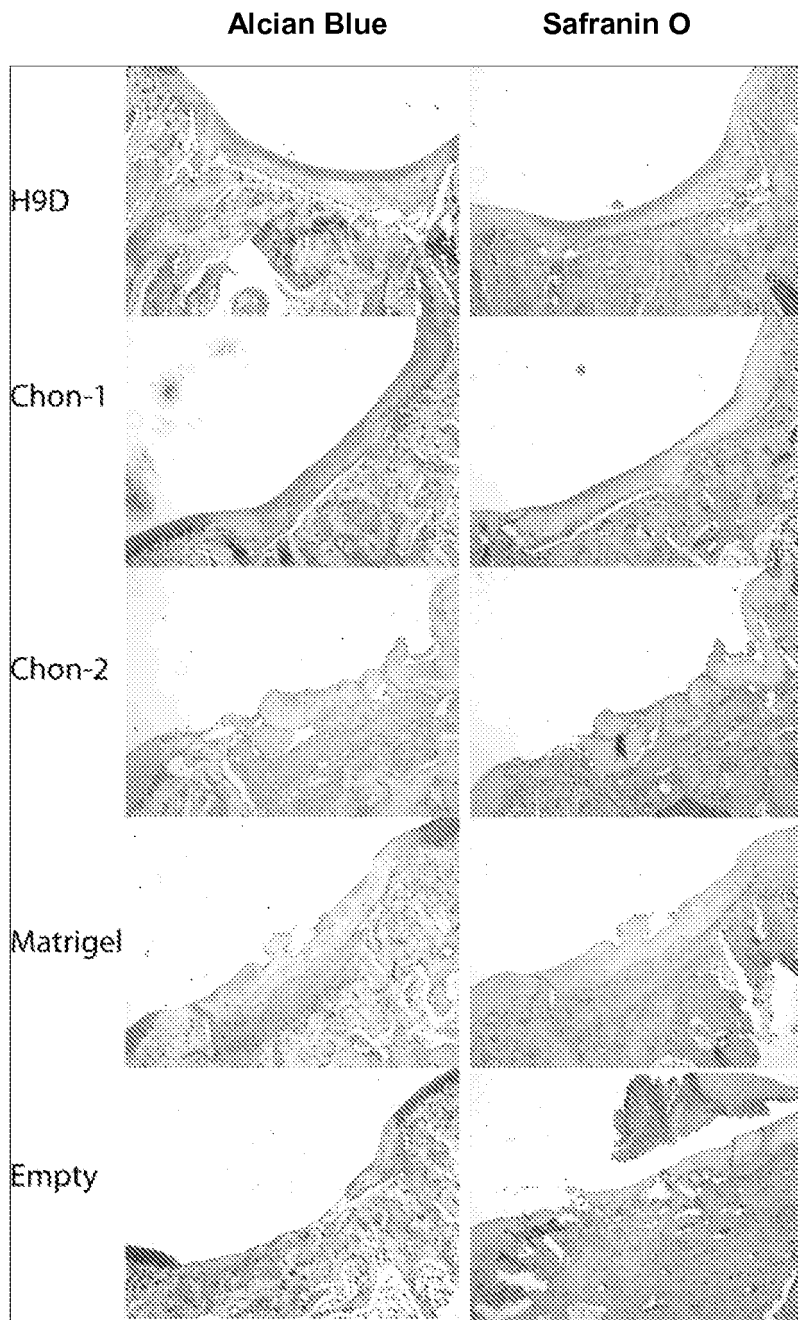 Alcian Blue Safranin O
H9D
Chon-1
Chon-2
Matrigel
Empty